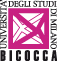 UNIVERSITÀ
DEGLI STUDI
DI MILANO
BICOCCA